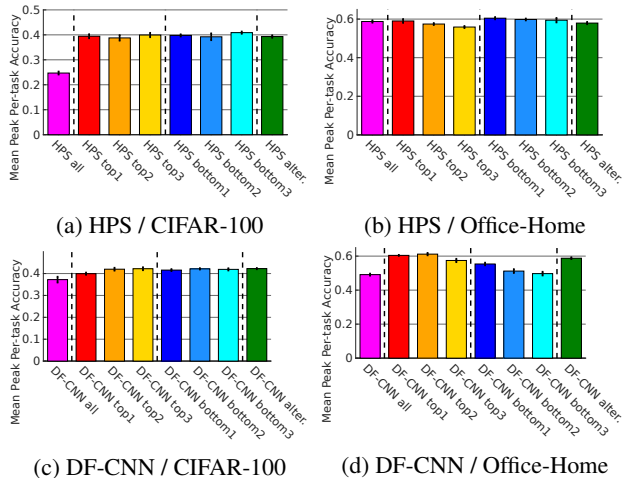 Mean Peak Per-task Accuracy
0.5
0.4
0.2
0
HPS all
HPS top1
HPS top2
HPS top3
HPS bottom1
HPS bottom2
HPS bottom3
HPS alter.
(a) HPS / CIFAR-100
Mean Peak Per-task Accuracy
0.6
0.4
0.2
0
HPS all
HPS top1
HPS top2
HPS top3
HPS bottom1
HPS bottom2
HPS bottom3
HPS alter.
(b) HPS / Office-Home
Mean Peak Per-task Accuracy
0.5
0.4
0.2
0
DF-CNN all
DF-CNN top1
DF-CNN top2
DF-CNN top3
DF-CNN bottom1
DF-CNN bottom2
DF-CNN bottom3
DF-CNN alter.
(c) DF-CNN / CIFAR-100
Mean Peak Per-task Accuracy
0.6
0.4
0.2
0
DF-CNN all
DF-CNN top1
DF-CNN top2
DF-CNN top3
DF-CNN bottom1
DF-CNN bottom2
DF-CNN bottom3
DF-CNN alter.
(d) DF-CNN / Office-Home